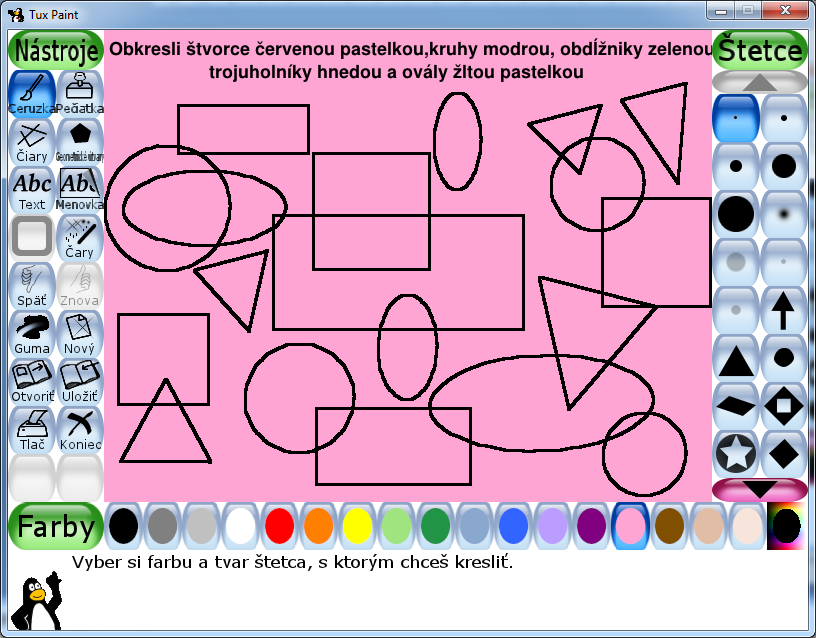 Tux Paint
Nástroje
Obkresli štvorce červenou pastelkou,kruhy modrou, obdĺžniky zelenou
trojuholníky hnedou a ovály žltou pastelkou
Štetce
Ceruzka
Pečiatka
Čiary
Abc
Text
Abc
Menovka
Čary
Späť
Znova
Guma
Nový
Otvoriť
Uložiť
Tlač
Koniec
Farby
Vyber si farbu a tvar štetca, s ktorým chceš kresliť.